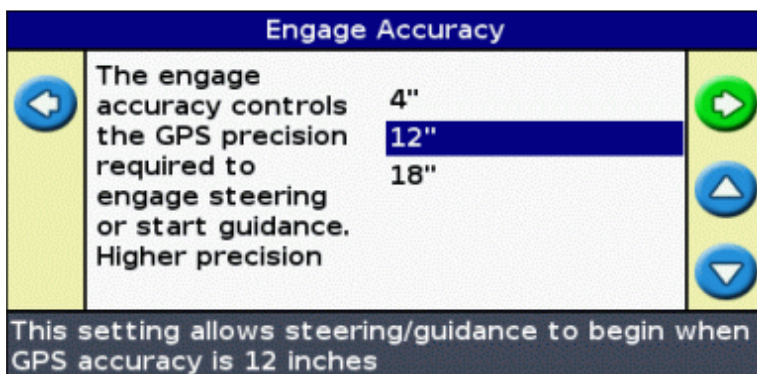 Engage Accuracy
The engage
accuracy controls
the GPS precision
required to
engage steering
or start guidance.
Higher precision
4"
12"
18"
This setting allows steering/guidance to begin when
GPS accuracy is 12 inches